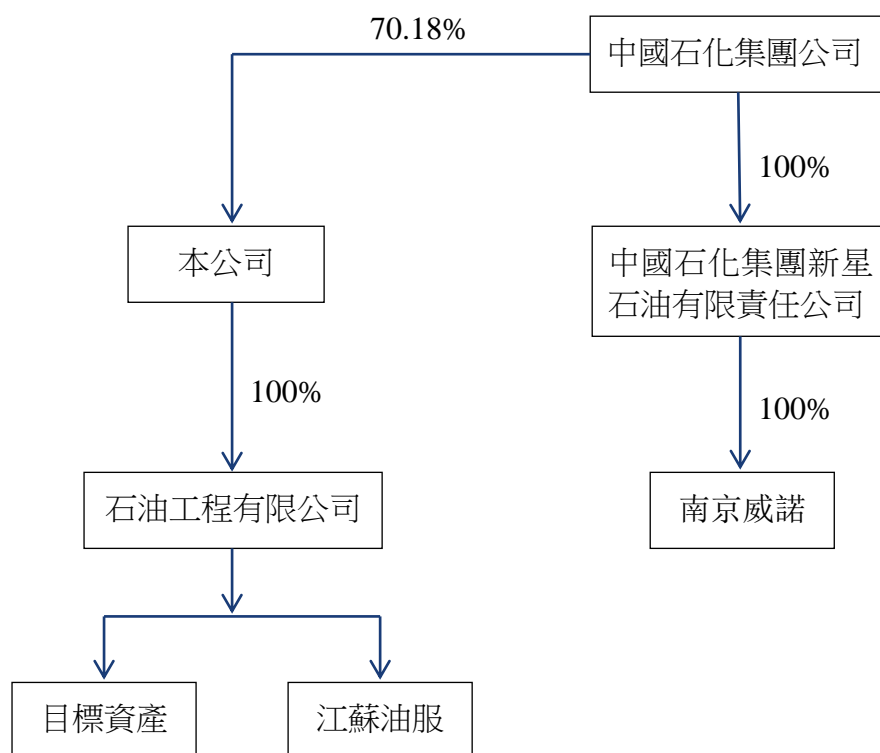 70.18%
中國石化集團公司
100%
本公司
中國石化集團新星
石油有限責任公司
100%
100%
石油工程有限公司
南京威諾
目標資產
江蘇油服